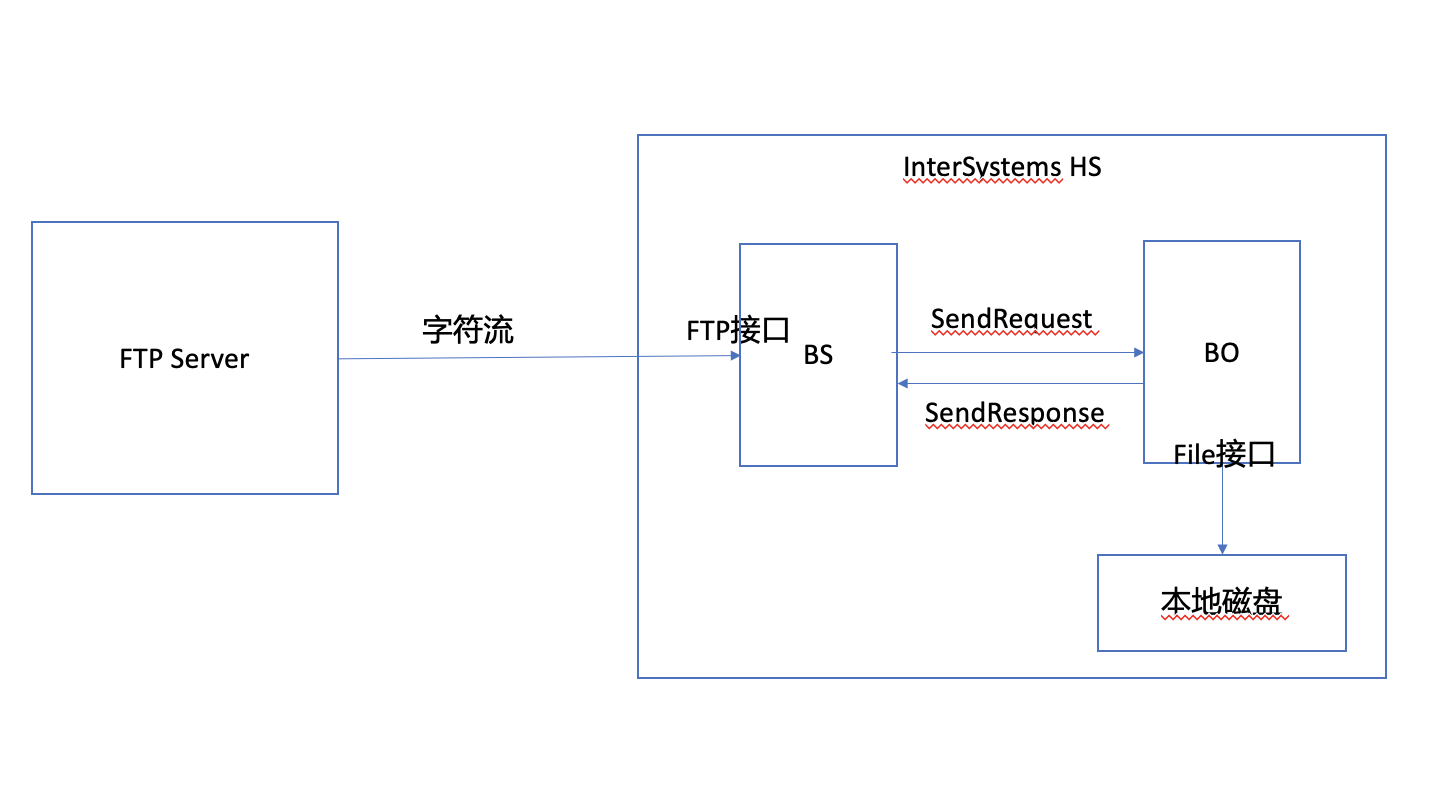 InterSystems HS
FTP Server
字符流
FTP接口
BS
SendRequest
SendResponse
BO
File接口
本地磁盘